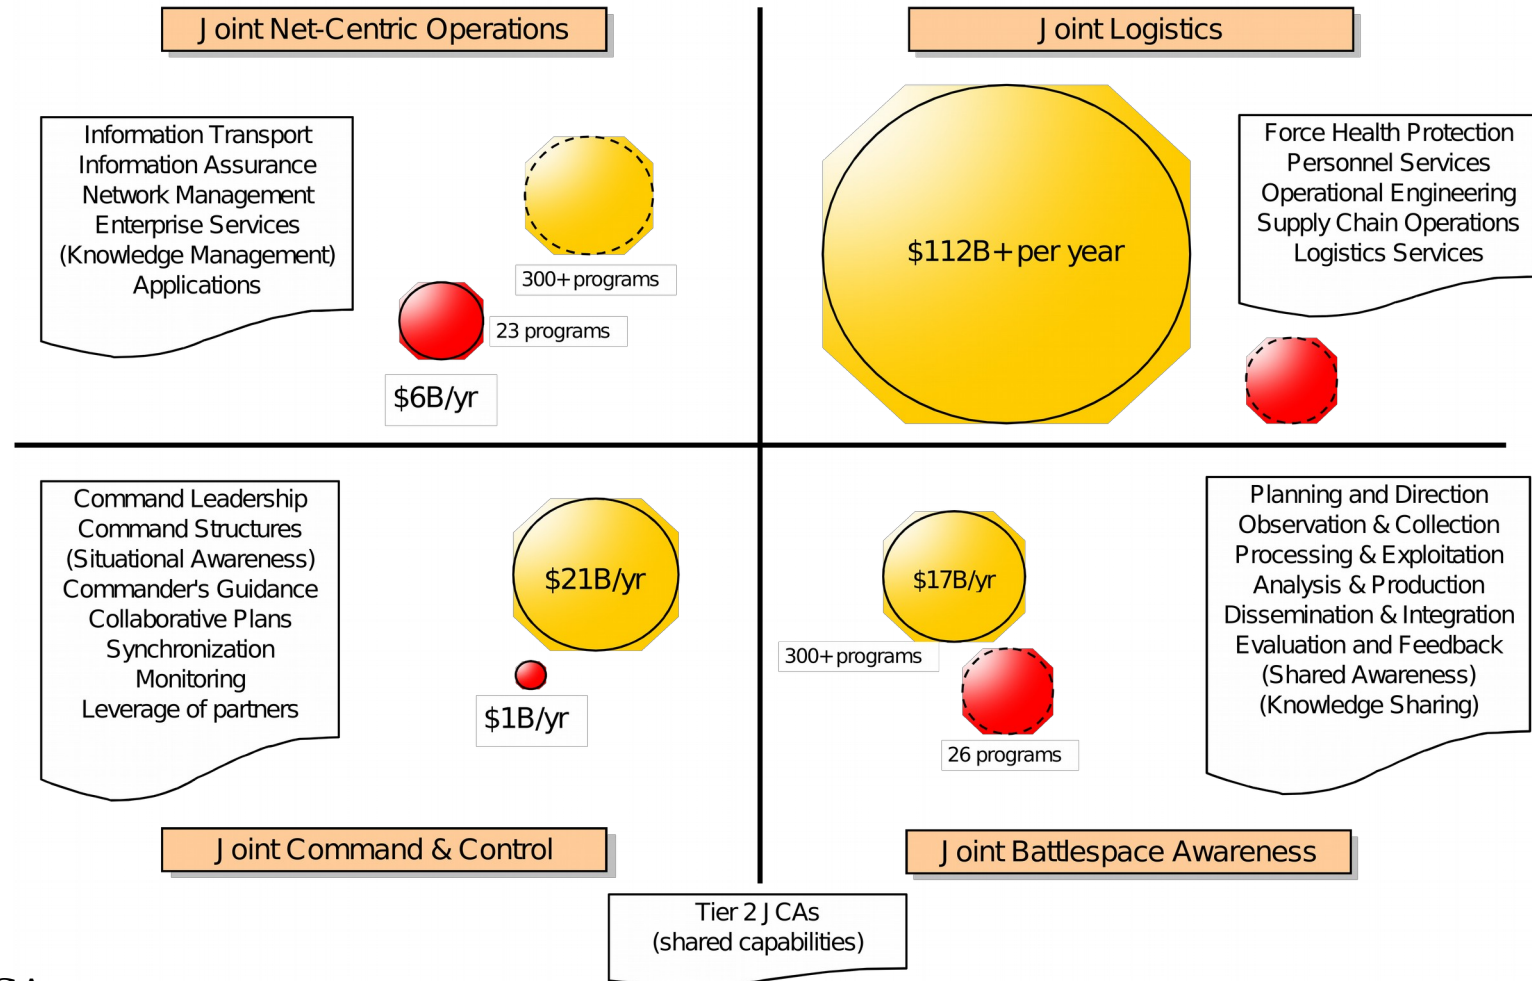 Joint Net-Centric Operations
Information Transport
Information Assurance
Network Management
Enterprise Services
(Knowledge Management)
Applications
300+ programs
23 programs
$6B/yr
Joint Logistics
$112B+ per year
Force Health Protection
Personnel Services
Operational Engineering
Supply Chain Operations
Logistics Services
Command Leadership
Command Structures
(Situational Awareness)
Commander's Guidance
Collaborative Plans
Synchronization
Monitoring
Leverage of partners
$21B/yr
$1B/yr
Joint Command & Control
$17B/yr
300+ programs
26 programs
Planning and Direction
Observation & Collection
Processing & Exploitation
Analysis & Production
Dissemination & Integration
Evaluation and Feedback
(Shared Awareness)
(Knowledge Sharing)
Joint Battlespace Awareness
Tier 2 JCAs
(shared capabilities)